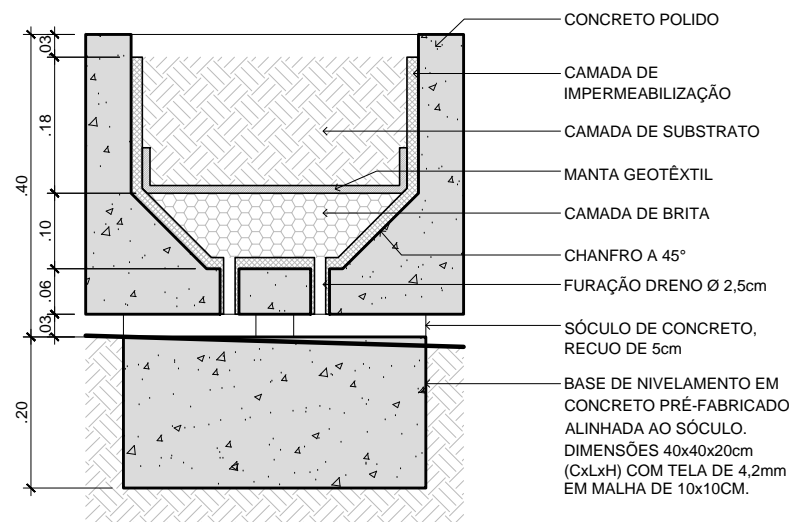 .03
.18
.40
.10
.06
.03
.20
CONCRETO POLIDO
CAMADA DE
IMPERMEABILIZAÇÃO
CAMADA DE SUBSTRATO
MANTA GEOTÊXTIL
CAMADA DE BRITA
CHANFRO A 45°
FURAÇÃO DRENO Ø 2,5cm
SÓCULO DE CONCRETO,
RECUO DE 5cm
BASE DE NIVELAMENTO EM
CONCRETO PRÉ-FABRICADO
ALINHADA AO SÓCULO.
DIMENSÕES 40x40x20cm
(CxLxH) COM TELA DE 4,2mm
EM MALHA DE 10x10CM.